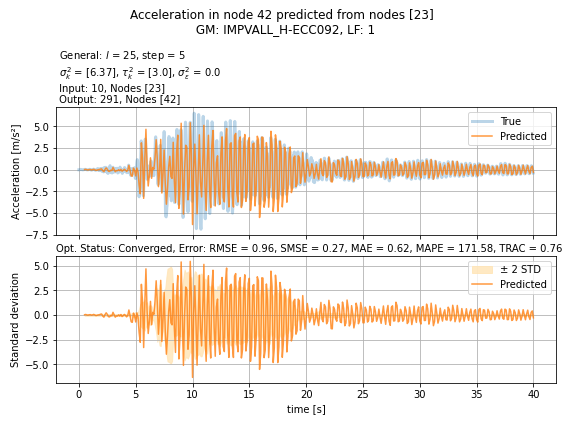 Acceleration in node 42 predicted from nodes [23]
GM: IMPVALL_H-ECC092, LF: 1
General: l = 25, step = 5
σ²ₖ = [6.37], τ²ₖ = [3.0], σ²ε = 0.0
Input: 10, Nodes [23]
Output: 291, Nodes [42]
True
Predicted
Acceleration [m/s²]
5.0
2.5
0.0
−2.5
−5.0
−7.5
Opt. Status: Converged, Error: RMSE = 0.96, SMSE = 0.27, MAE = 0.62, MAPE = 171.58, TRAC = 0.76
± 2 STD
Predicted
Standard deviation
5.0
2.5
0.0
−2.5
−5.0
0 5 10 15 20 25 30 35 40
time [s]